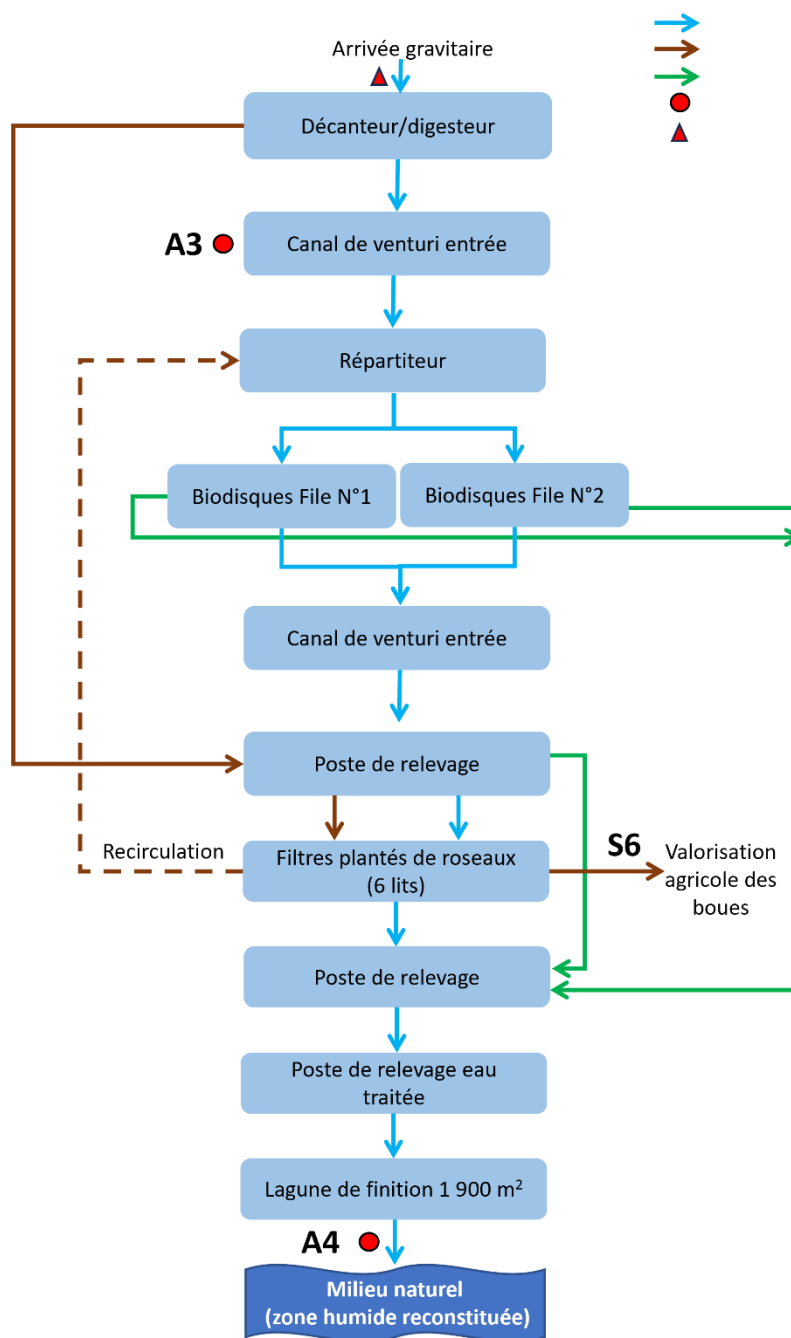 Arrivée gravitaire
Décanteur/digesteur
A3
Canal de venturi entrée
Répartiteur
Biodisques File N°1
Biodisques File N°2
Canal de venturi entrée
Poste de relevage
Recirculation
Filtres plantés de roseaux
(6 lits)
S6
Valorisation
agricole des
boues
Poste de relevage
Poste de relevage eau
traitée
Lagune de finition 1 900 m²
A4
Milieu naturel
(zone humide reconstituée)